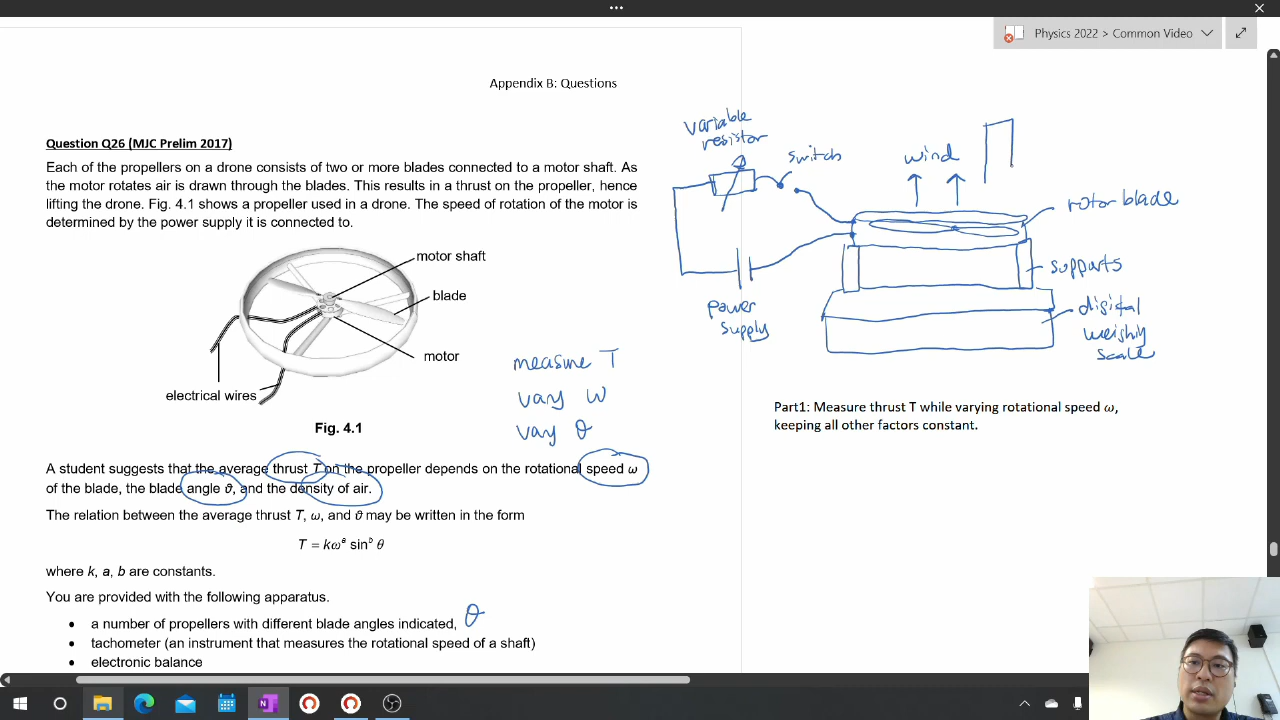 Physics 2022 > Common Video
Appendix B: Questions
Question Q26 (MJC Prelim 2017)
Each of the propellers on a drone consists of two or more blades connected to a motor shaft. As
the motor rotates air is drawn through the blades. This results in a thrust on the propeller, hence
lifting the drone. Fig. 4.1 shows a propeller used in a drone. The speed of rotation of the motor is
determined by the power supply it is connected to.
motor shaft
blade
motor
electrical wires
Fig. 4.1
measure T
vary ω
vary θ
A student suggests that the average thrust T on the propeller depends on the rotational speed ω
of the blade, the blade angle ϑ, and the density of air.
The relation between the average thrust T, ω, and ϑ may be written in the form
T = kωᵃ sinᵇ θ
where k, a, b are constants.
You are provided with the following apparatus.
• a number of propellers with different blade angles indicated, θ
• tachometer (an instrument that measures the rotational speed of a shaft)
• electronic balance
variable
resistor
switch
wind
rotor blade
supports
power
supply
digital
weighing
scale
Part1: Measure thrust T while varying rotational speed ω,
keeping all other factors constant.